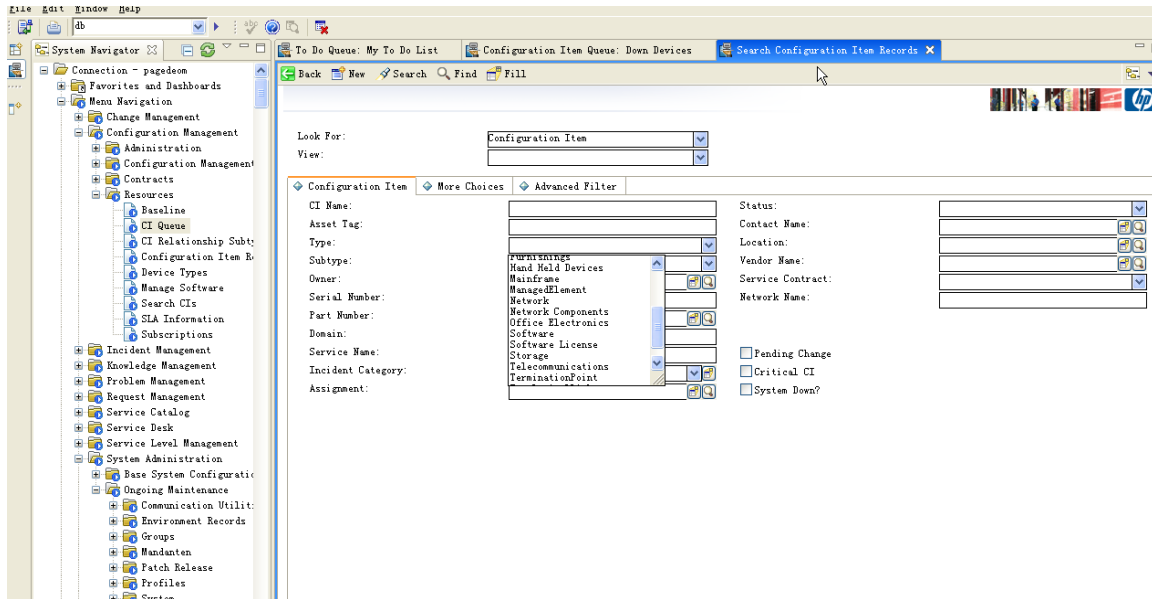 File Edit Window Help
db
System Navigator
To Do Queue: My To Do List
Configuration Item Queue: Down Devices
Search Configuration Item Records
Connection - pagedeom
Favorites and Dashboards
Menu Navigation
Change Management
Configuration Management
Administration
Configuration Management
Contracts
Resources
Baseline
CI Queue
CI Relationship Subty
Configuration Item Re
Device Types
Manage Software
Search CIs
SLA Information
Subscriptions
Incident Management
Knowledge Management
Problem Management
Request Management
Service Catalog
Service Desk
Service Level Management
System Administration
Base System Configuratio
Ongoing Maintenance
Communication Utilit
Environment Records
Groups
Mandanten
Patch Release
Profiles
System
Back New Search Find Fill
hp
Look For: Configuration Item
View:
Configuration Item More Choices Advanced Filter
CI Name:
Asset Tag:
Type:
Subtype:
Owner:
Serial Number:
Part Number:
Domain:
Service Name:
Incident Category:
Assignment:
Furnishings
Hand Held Devices
Mainframe
ManagedElement
Network
Network Components
Office Electronics
Software
Software License
Storage
Telecommunications
TerminationPoint
Status:
Contact Name:
Location:
Vendor Name:
Service Contract:
Network Name:
Pending Change
Critical CI
System Down?